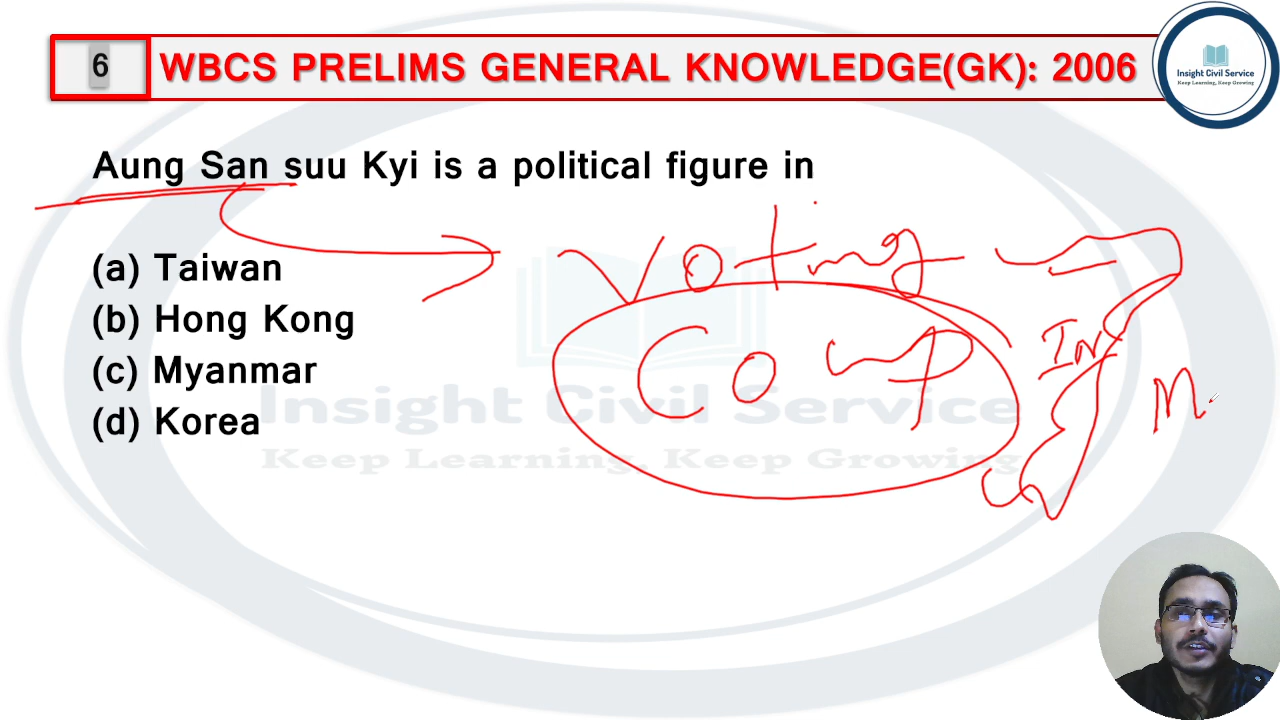 6
WBCS PRELIMS GENERAL KNOWLEDGE(GK): 2006
Insight Civil Service
Keep Learning, Keep Growing
Aung San suu Kyi is a political figure in
(a) Taiwan
(b) Hong Kong
(c) Myanmar
(d) Korea
Voting
Coup
In
M
Insight Civil Service
Keep Learning, Keep Growing